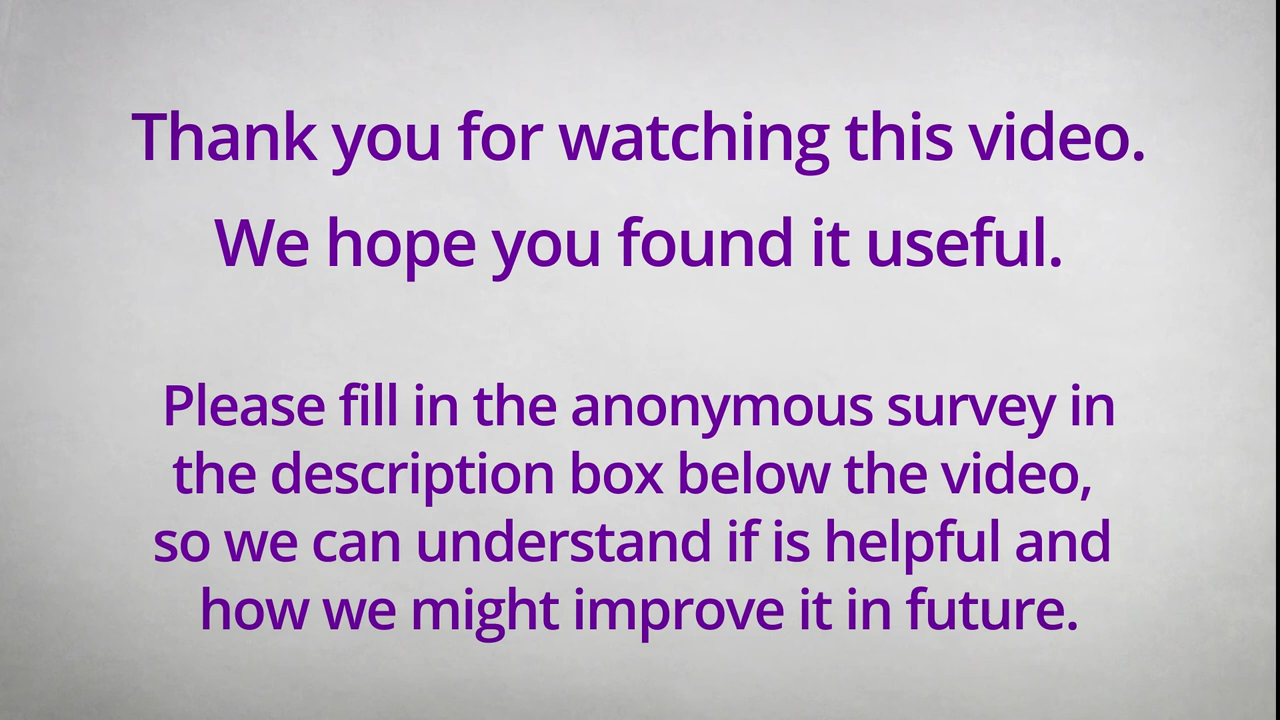 Thank you for watching this video.
We hope you found it useful.
Please fill in the anonymous survey in
the description box below the video,
so we can understand if is helpful and
how we might improve it in future.